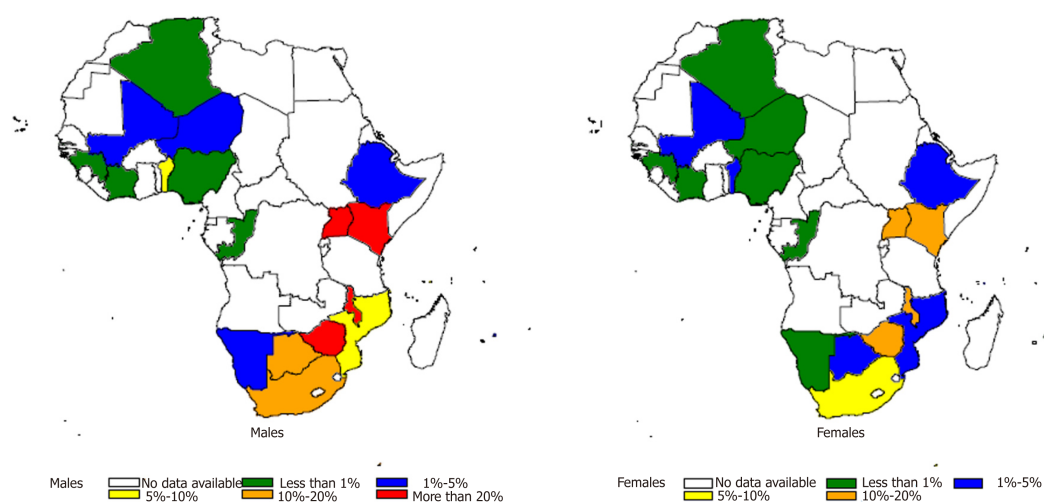 Males
Females
Males No data available Less than 1% 1%-5%
5%-10% 10%-20% More than 20%
Females No data available Less than 1% 1%-5%
5%-10% 10%-20%